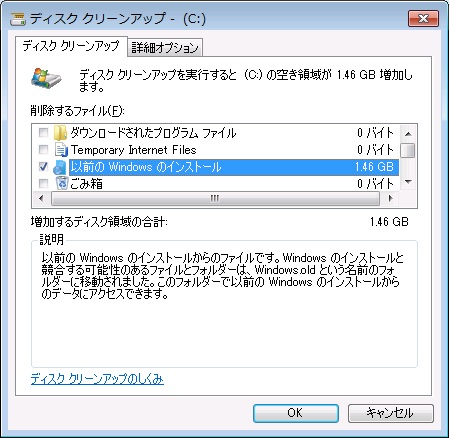 ディスク クリーンアップ - (C:)
ディスク クリーンアップ 詳細オプション
ディスク クリーンアップを実行すると (C:) の空き領域が 1.46 GB 増加し
ます。
削除するファイル(F):
ダウンロードされたプログラム ファイル 0 バイト
Temporary Internet Files 0 バイト
以前の Windows のインストール 1.46 GB
ごみ箱 0 バイト
増加するディスク領域の合計: 1.46 GB
説明
以前の Windows のインストールからのファイルです。Windows のインストールと
競合する可能性のあるファイルとフォルダーは、Windows.old という名前のフォ
ルダーに移動されました。このフォルダーで以前の Windows のインストールから
のデータにアクセスできます。
ディスク クリーンアップのしくみ
OK キャンセル